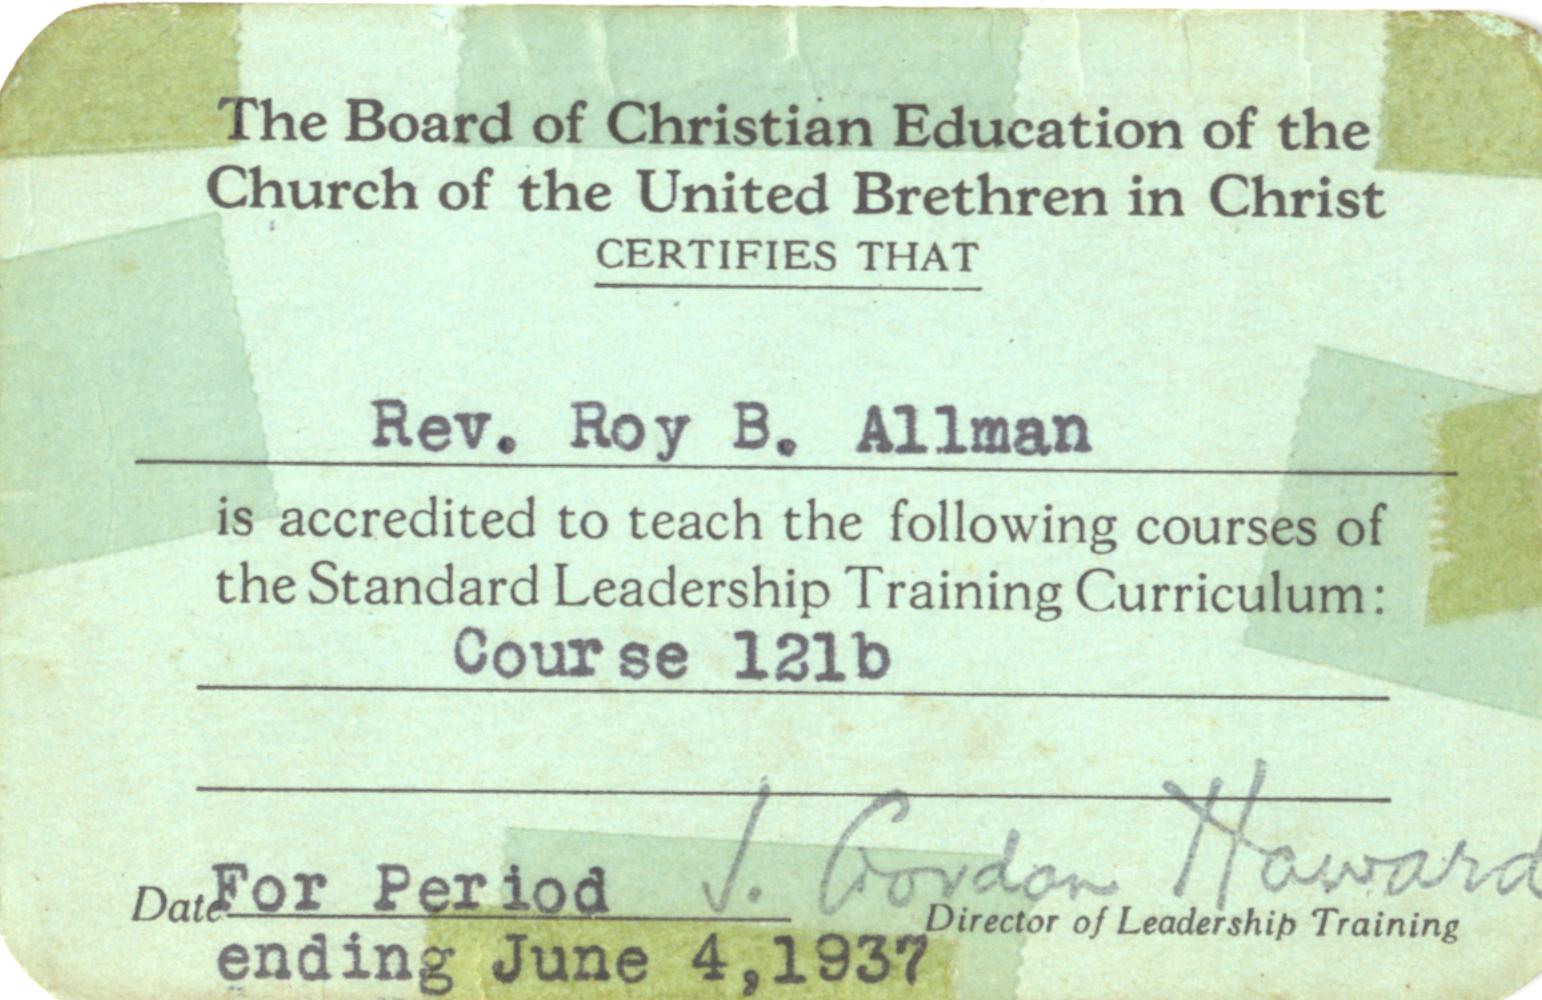 The Board of Christian Education of the
Church of the United Brethren in Christ
CERTIFIES THAT
Rev. Roy B. Allman
is accredited to teach the following courses of
the Standard Leadership Training Curriculum:
Course 121b
J. Gordon Howard
Date For Period
Director of Leadership Training
ending June 4,1937